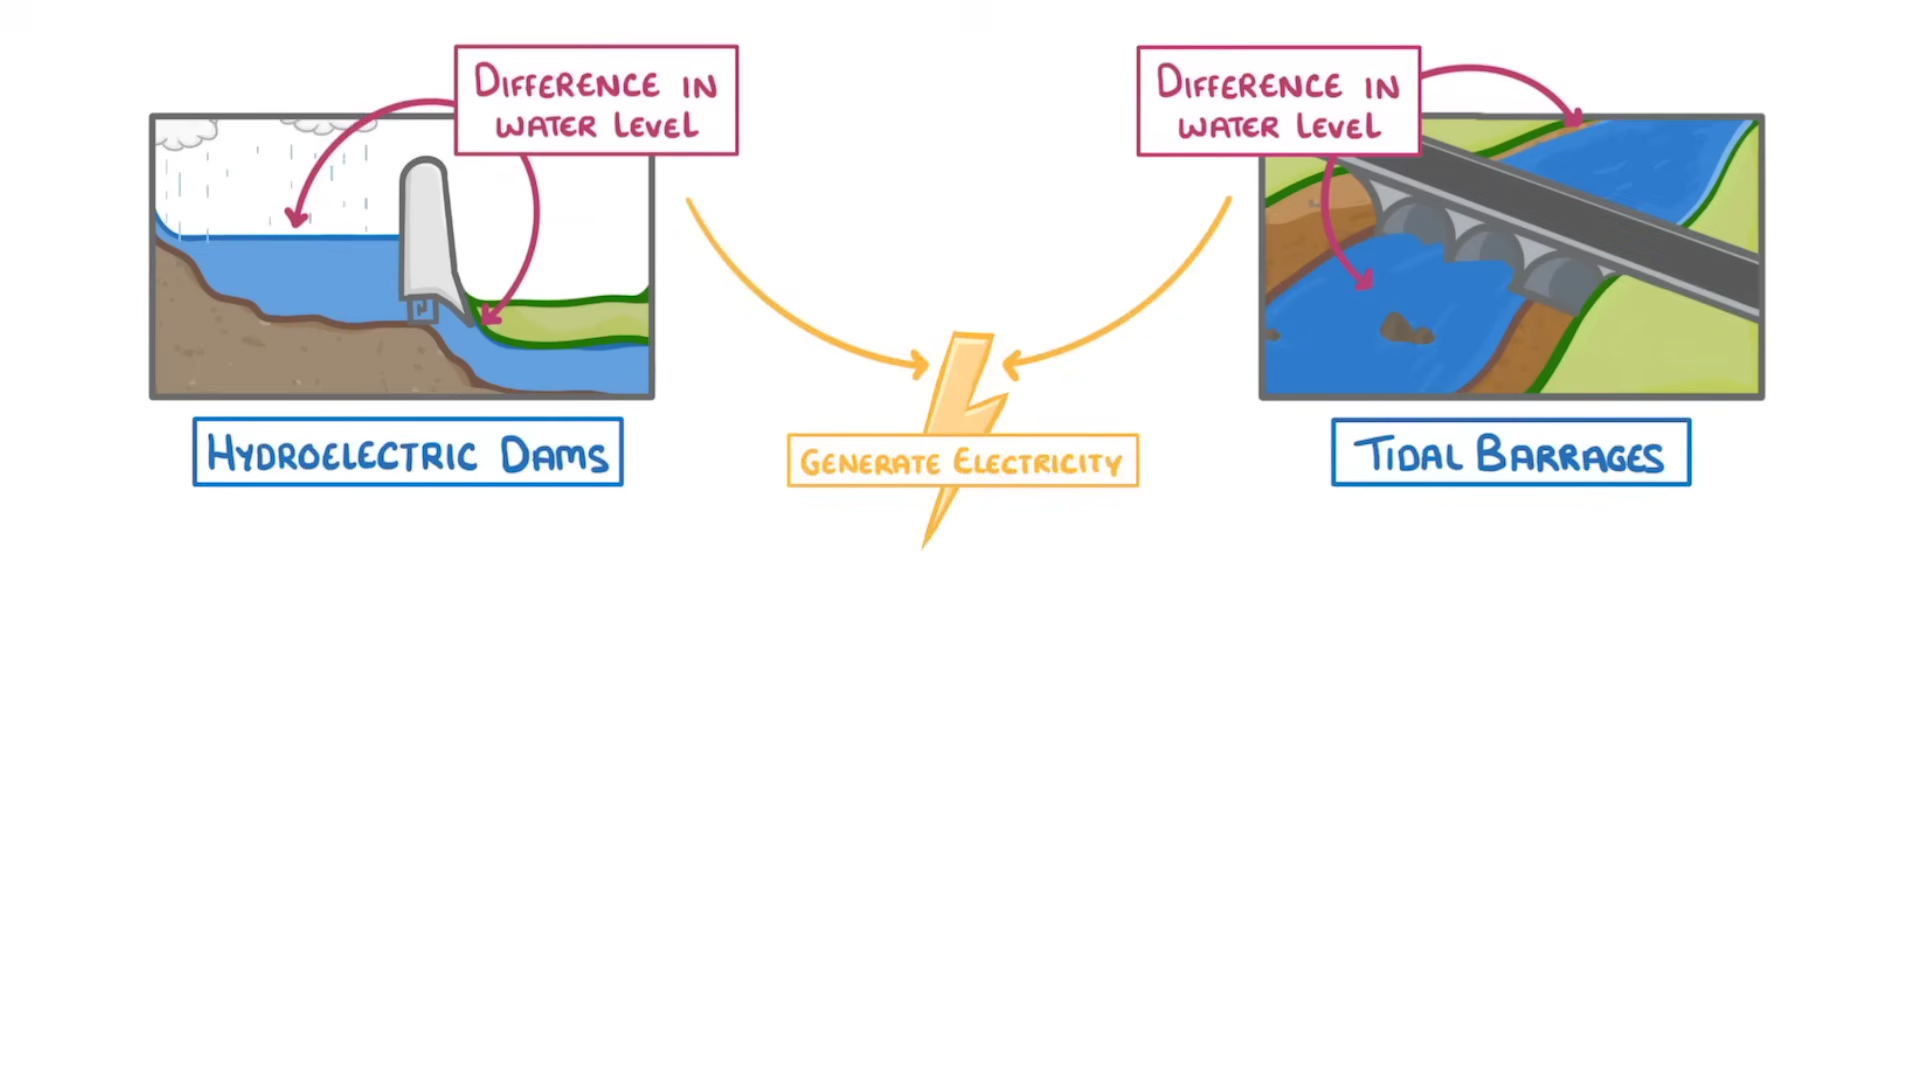 DIFFERENCE IN
WATER LEVEL
DIFFERENCE IN
WATER LEVEL
HYDROELECTRIC DAMS
GENERATE ELECTRICITY
TIDAL BARRAGES